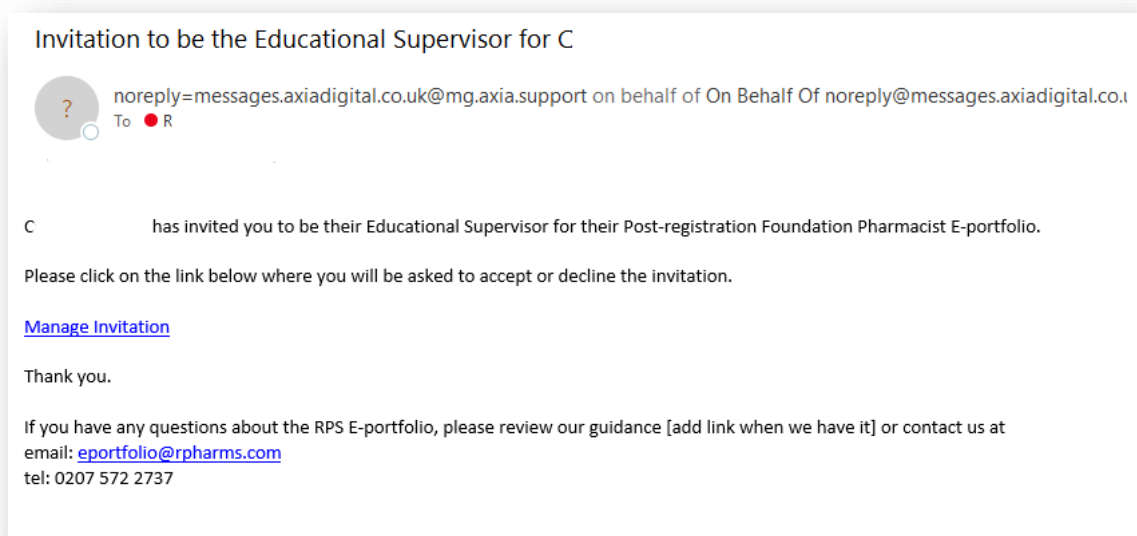 Invitation to be the Educational Supervisor for C
?
noreply=messages.axiadigital.co.uk@mg.axia.support on behalf of On Behalf Of noreply@messages.axiadigital.co.u
To R
C has invited you to be their Educational Supervisor for their Post-registration Foundation Pharmacist E-portfolio.
Please click on the link below where you will be asked to accept or decline the invitation.
Manage Invitation
Thank you.
If you have any questions about the RPS E-portfolio, please review our guidance [add link when we have it] or contact us at
email: eportfolio@rpharms.com
tel: 0207 572 2737